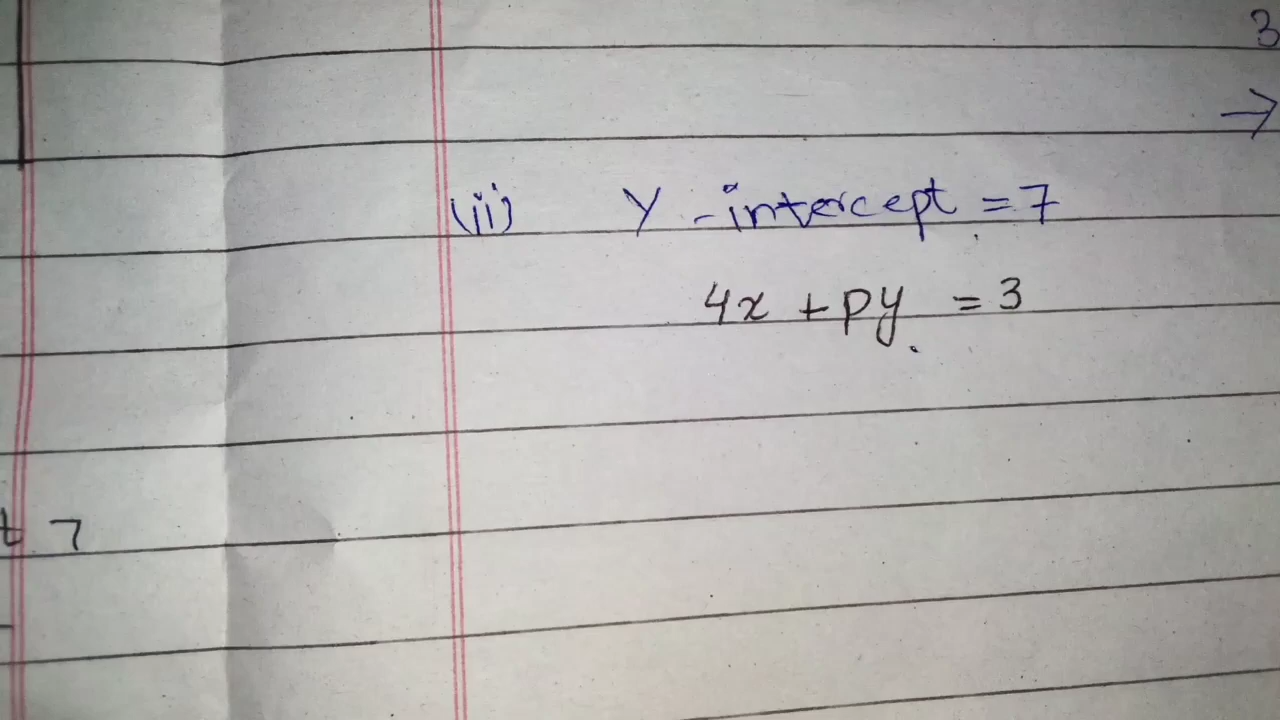 3
→
(ii) Y-intercept = 7
4x + py = 3
t 7